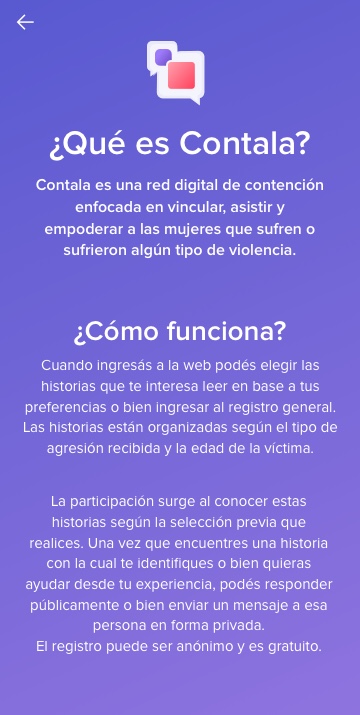 ¿Qué es Contala?
Contala es una red digital de contención
enfocada en vincular, asistir y
empoderar a las mujeres que sufren o
sufrieron algún tipo de violencia.
¿Cómo funciona?
Cuando ingresás a la web podés elegir las
historias que te interesa leer en base a tus
preferencias o bien ingresar al registro general.
Las historias están organizadas según el tipo de
agresión recibida y la edad de la víctima.
La participación surge al conocer estas
historias según la selección previa que
realices. Una vez que encuentres una historia
con la cual te identifiques o bien quieras
ayudar desde tu experiencia, podés responder
públicamente o bien enviar un mensaje a esa
persona en forma privada.
El registro puede ser anónimo y es gratuito.